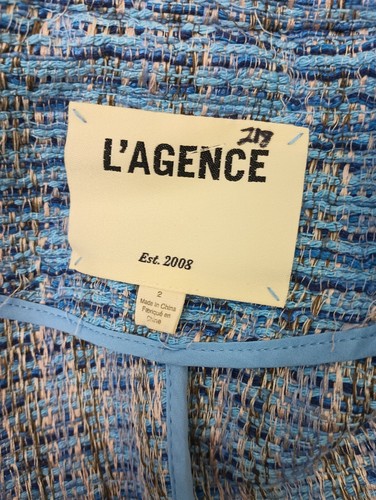 218
L'AGENCE
Est. 2008
2
Made in China
Fabriqué en
Chine